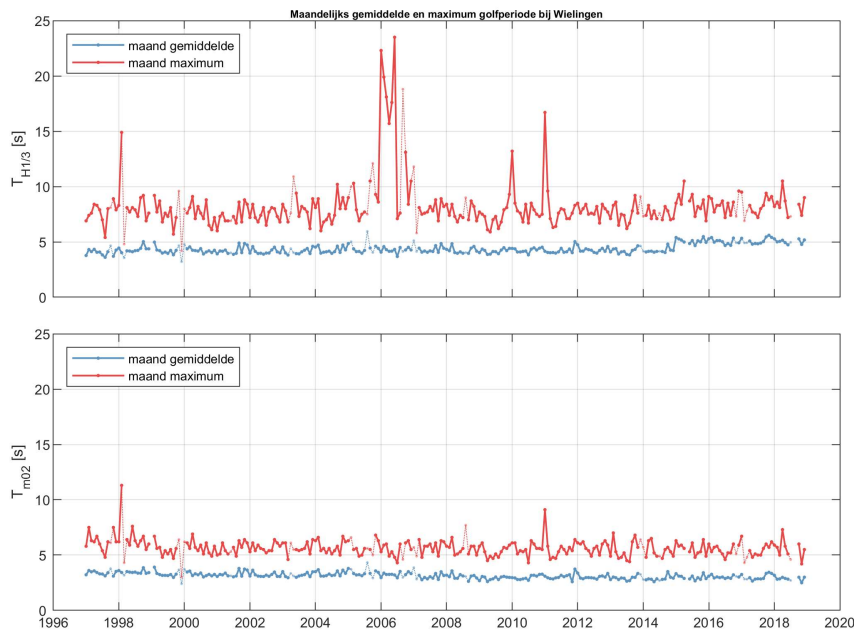 Maandelijks gemiddelde en maximum golfperiode bij Wielingen
25
20
15
10
5
0
T_H1/3 [s]
maand gemiddelde
maand maximum
25
20
15
10
5
0
T_m02 [s]
maand gemiddelde
maand maximum
1996 1998 2000 2002 2004 2006 2008 2010 2012 2014 2016 2018 2020